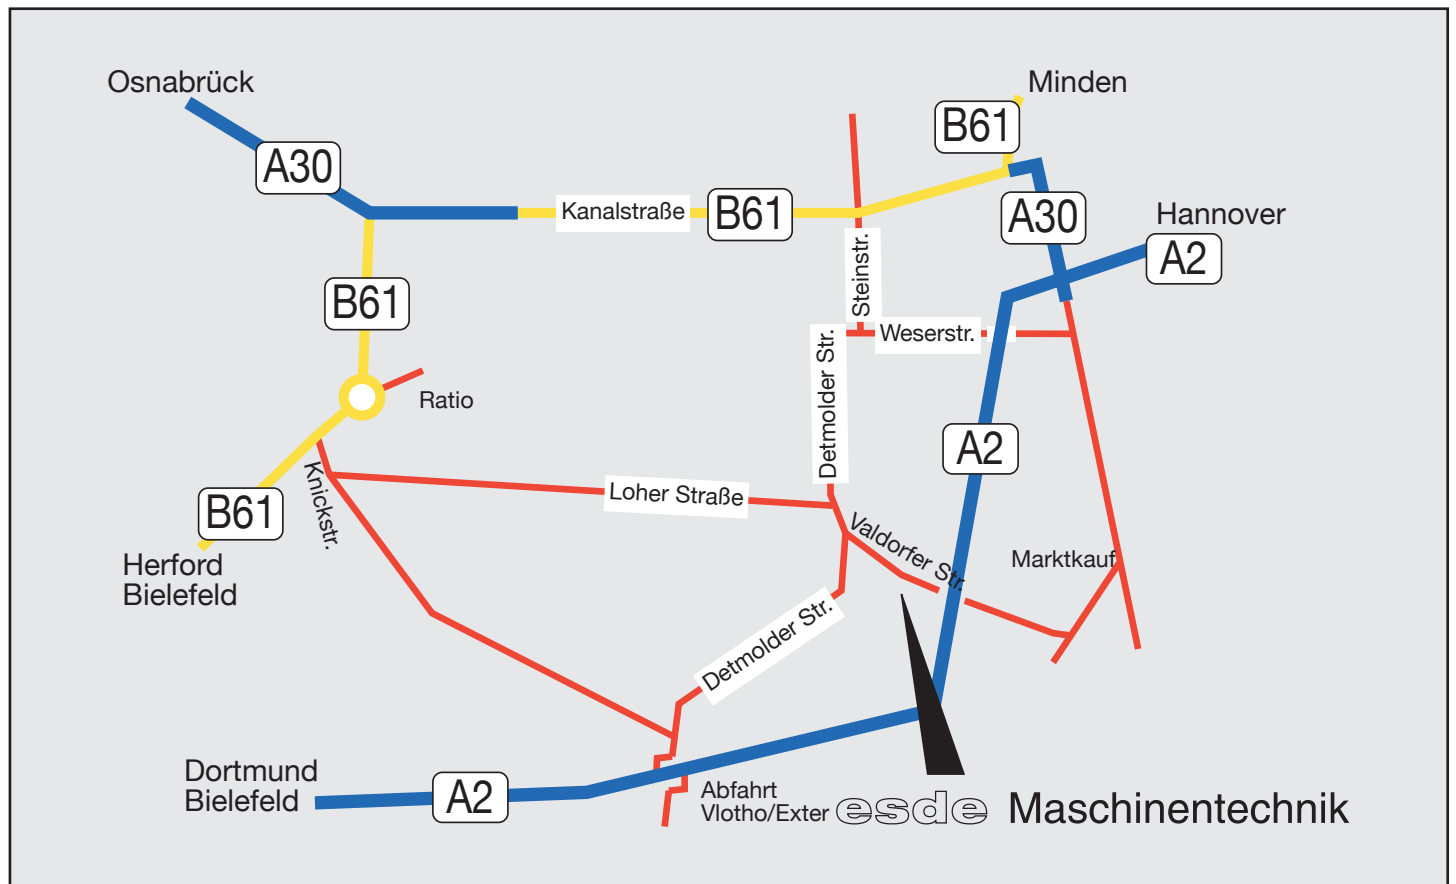 Osnabrück
Minden
B61
A30
Hannover
Kanalstraße
B61
A30
A2
Steinstr.
B61
Weserstr.
Detmolder Str.
Ratio
A2
Knickstr.
Loher Straße
B61
Valdorfer Str.
Marktkauf
Herford
Bielefeld
Detmolder Str.
Dortmund
Bielefeld
A2
Abfahrt
Vlotho/Exter
esde Maschinentechnik